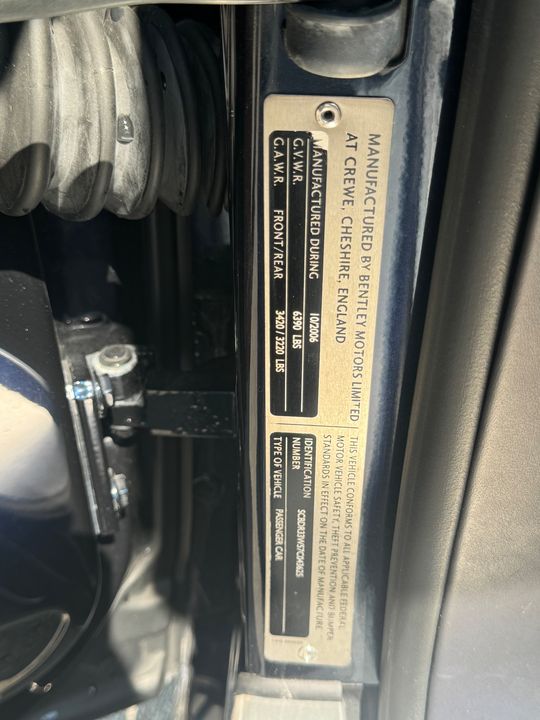 MANUFACTURED BY BENTLEY MOTORS LIMITED
AT CREWE, CHESHIRE, ENGLAND
MANUFACTURED DURING 10/2006
G.V.W.R. 6390 LBS
G.A.W.R. FRONT/REAR 3420 / 3220 LBS
THIS VEHICLE CONFORMS TO ALL APPLICABLE FEDERAL
MOTOR VEHICLE SAFETY, THEFT PREVENTION AND BUMPER
STANDARDS IN EFFECT ON THE DATE OF MANUFACTURE.
IDENTIFICATION
NUMBER SCBDR33W57C043625
TYPE OF VEHICLE PASSENGER CAR